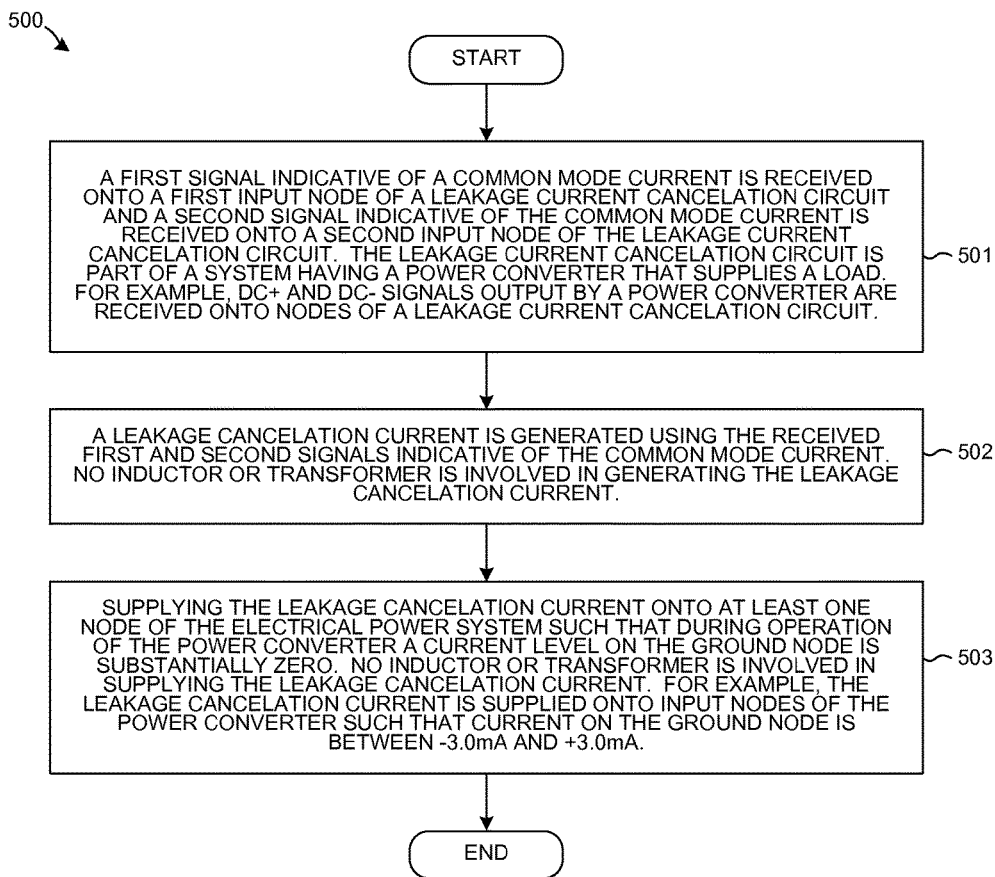 500
START
A FIRST SIGNAL INDICATIVE OF A COMMON MODE CURRENT IS RECEIVED
ONTO A FIRST INPUT NODE OF A LEAKAGE CURRENT CANCELATION CIRCUIT
AND A SECOND SIGNAL INDICATIVE OF THE COMMON MODE CURRENT IS
RECEIVED ONTO A SECOND INPUT NODE OF THE LEAKAGE CURRENT
CANCELATION CIRCUIT. THE LEAKAGE CURRENT CANCELATION CIRCUIT IS
PART OF A SYSTEM HAVING A POWER CONVERTER THAT SUPPLIES A LOAD.
FOR EXAMPLE, DC+ AND DC- SIGNALS OUTPUT BY A POWER CONVERTER ARE
RECEIVED ONTO NODES OF A LEAKAGE CURRENT CANCELATION CIRCUIT.
501
A LEAKAGE CANCELATION CURRENT IS GENERATED USING THE RECEIVED
FIRST AND SECOND SIGNALS INDICATIVE OF THE COMMON MODE CURRENT.
NO INDUCTOR OR TRANSFORMER IS INVOLVED IN GENERATING THE LEAKAGE
CANCELATION CURRENT.
502
SUPPLYING THE LEAKAGE CANCELATION CURRENT ONTO AT LEAST ONE
NODE OF THE ELECTRICAL POWER SYSTEM SUCH THAT DURING OPERATION
OF THE POWER CONVERTER A CURRENT LEVEL ON THE GROUND NODE IS
SUBSTANTIALLY ZERO. NO INDUCTOR OR TRANSFORMER IS INVOLVED IN
SUPPLYING THE LEAKAGE CANCELATION CURRENT. FOR EXAMPLE, THE
LEAKAGE CANCELATION CURRENT IS SUPPLIED ONTO INPUT NODES OF THE
POWER CONVERTER SUCH THAT CURRENT ON THE GROUND NODE IS
BETWEEN -3.0mA AND +3.0mA.
503
END